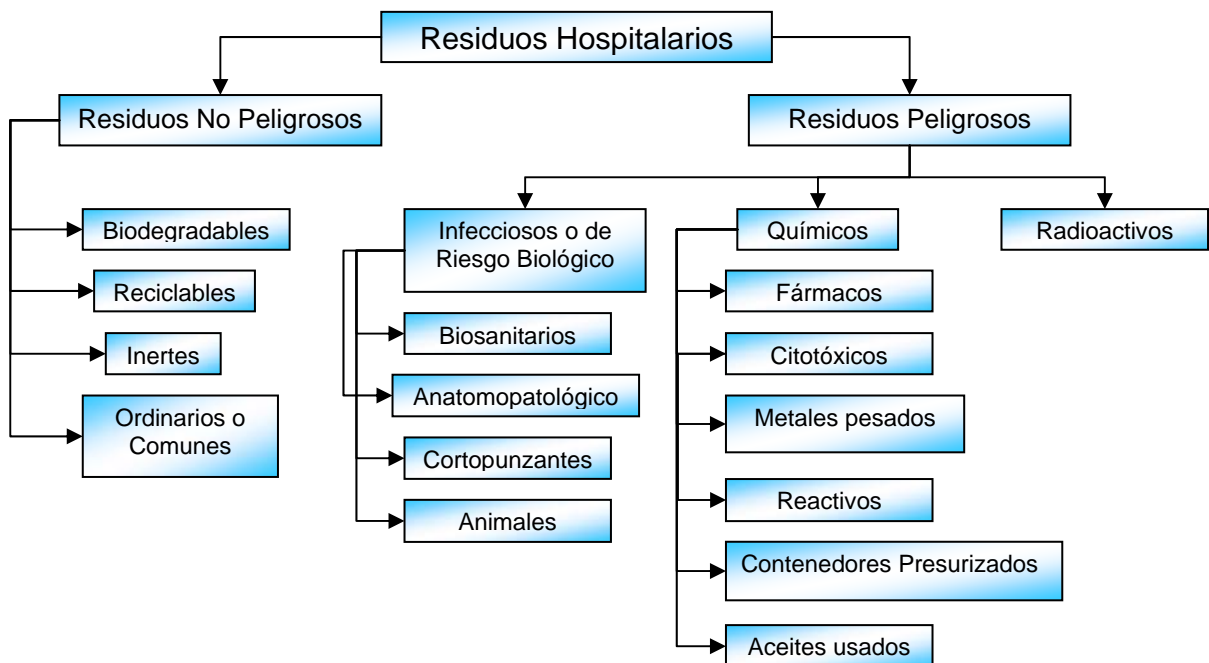 Residuos Hospitalarios
Residuos No Peligrosos
Residuos Peligrosos
Biodegradables
Reciclables
Inertes
Ordinarios o
Comunes
Infecciosos o de
Riesgo Biológico
Biosanitarios
Anatomopatológico
Cortopunzantes
Animales
Químicos
Fármacos
Citotóxicos
Metales pesados
Reactivos
Contenedores Presurizados
Aceites usados
Radioactivos